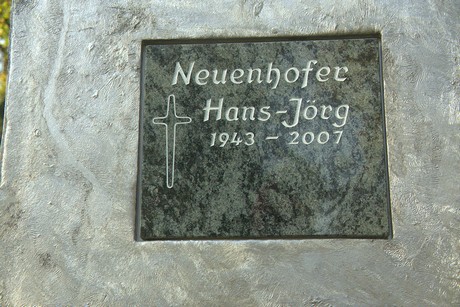 Neuenhofer
Hans-Jörg
1943 – 2007